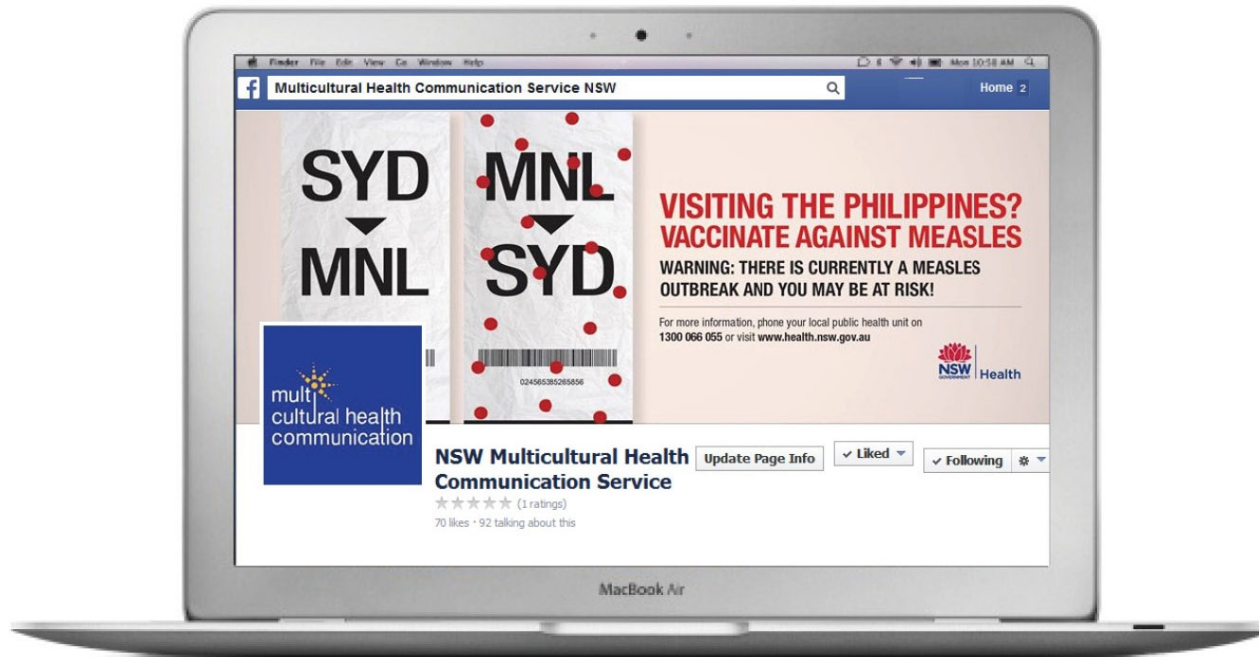 Finder File Edit View Go Window Help Mon 10:58 AM
f Multicultural Health Communication Service NSW Home 2
SYD
MNL
MNL
SYD
024565385265856
VISITING THE PHILIPPINES?
VACCINATE AGAINST MEASLES
WARNING: THERE IS CURRENTLY A MEASLES
OUTBREAK AND YOU MAY BE AT RISK!
For more information, phone your local public health unit on
1300 066 055 or visit www.health.nsw.gov.au
NSW
GOVERNMENT
Health
multi
cultural health
communication
NSW Multicultural Health
Communication Service
Update Page Info
Liked
Following
(1 ratings)
70 likes · 92 talking about this
MacBook Air